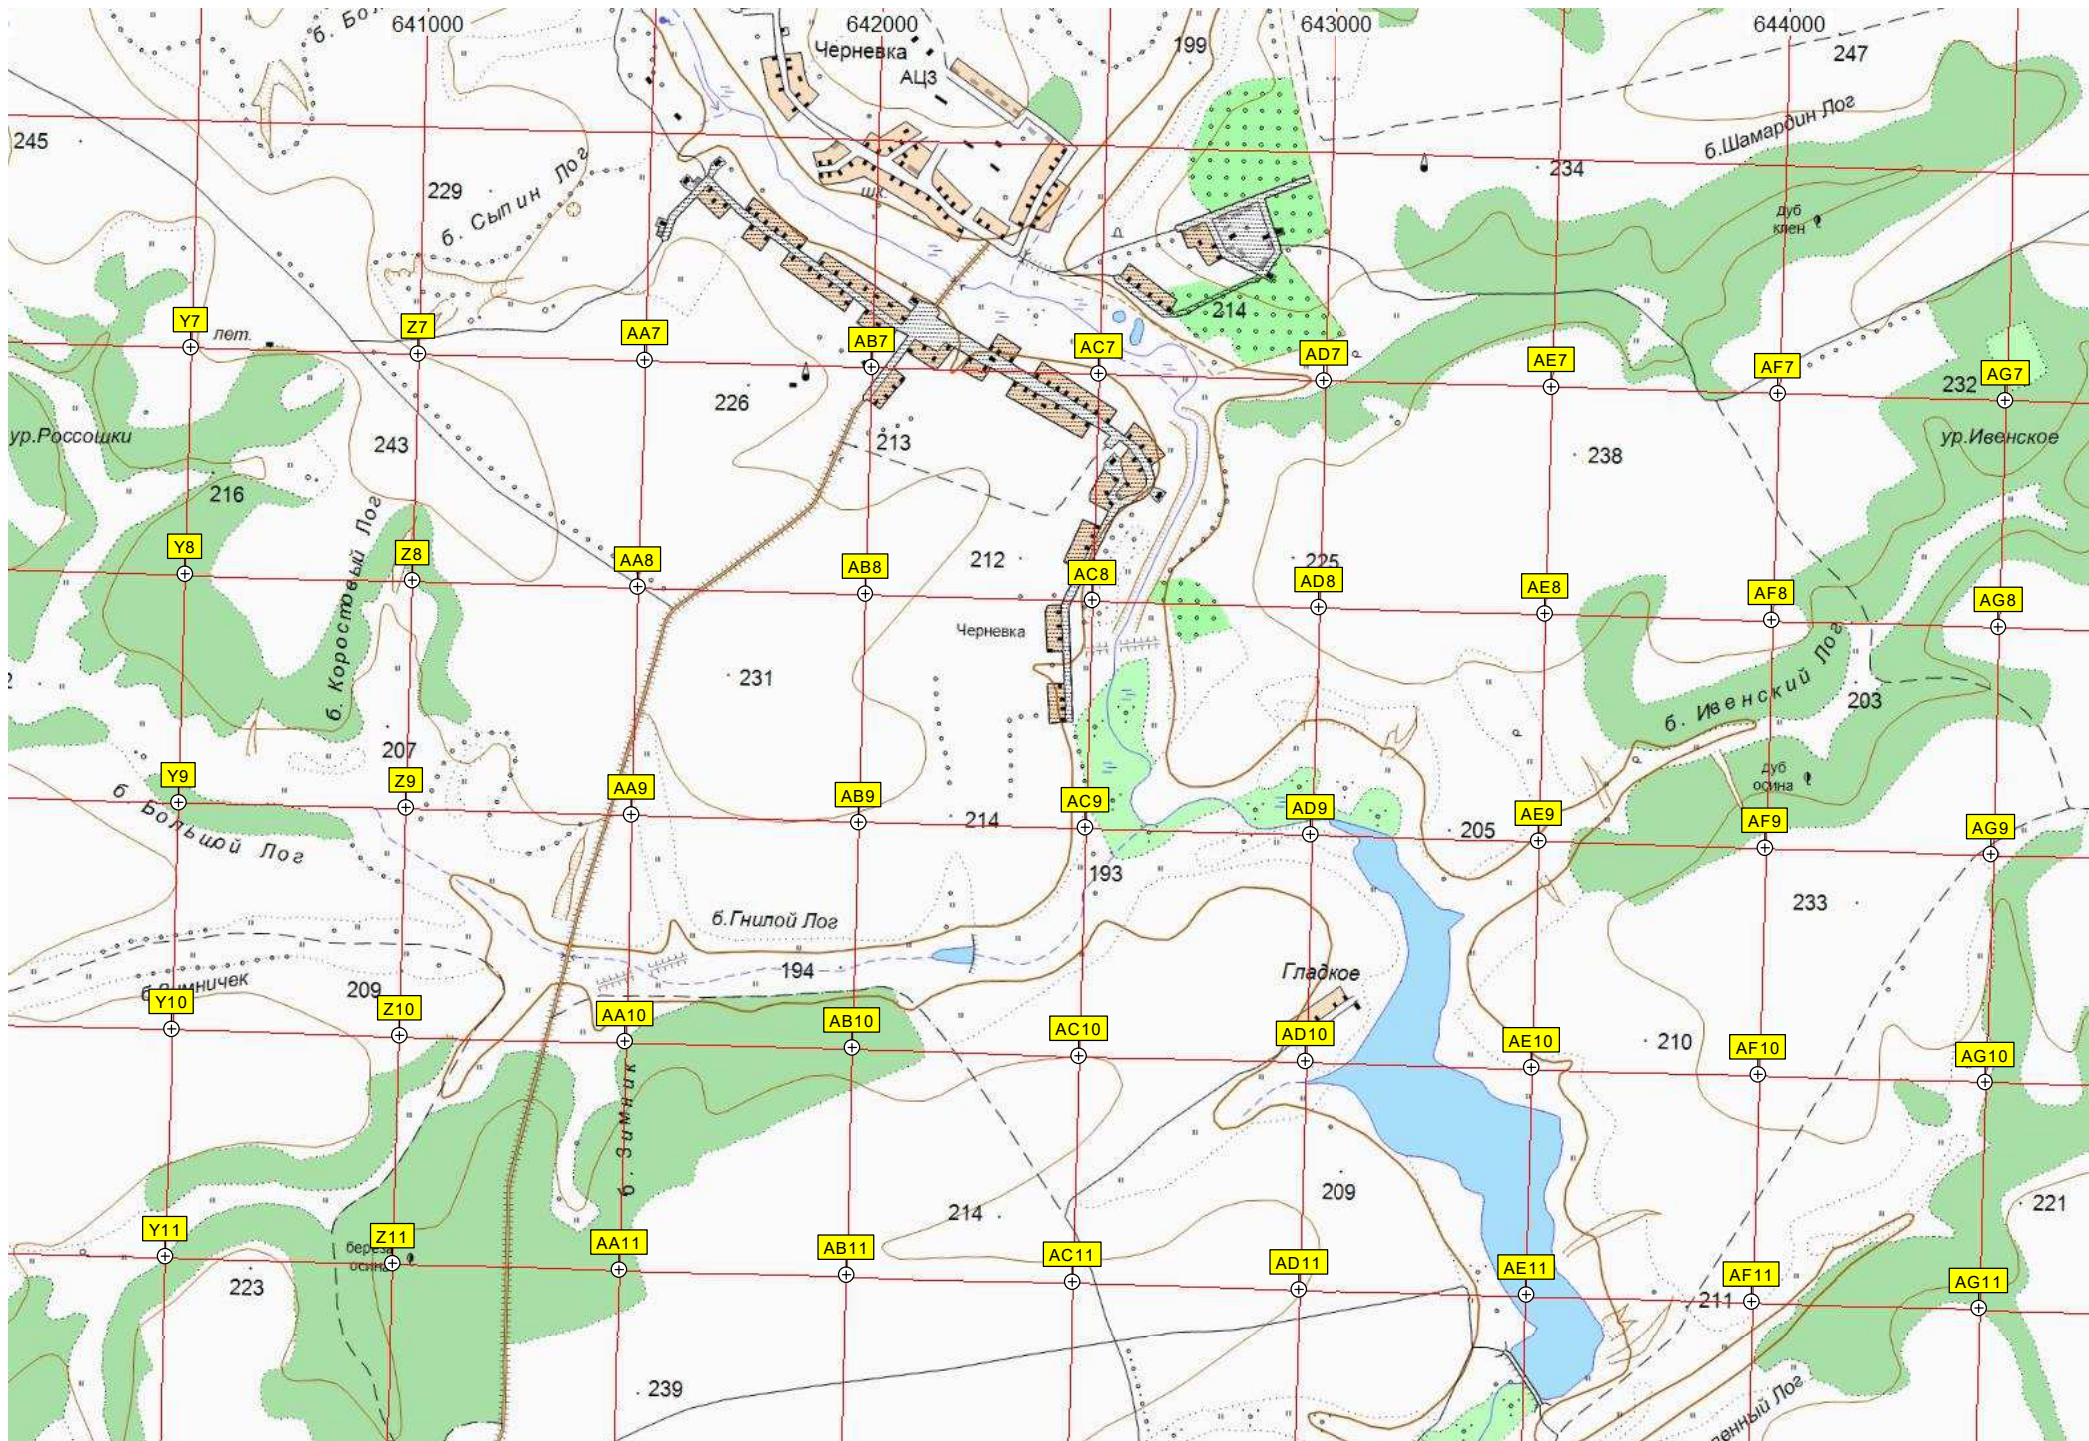 641000
642000
643000
644000
Черневка
АЦЗ
199
247
245
б.Шамардин Лог
229
б. Сыпин Лог
234
шк.
дуб
клен
214
лет.
Y7
Z7
AA7
AB7
AC7
AD7
AE7
AF7
AG7
232
226
ур.Россошки
243
213
238
ур.Ивенское
216
б. Коростовый Лог
Y8
Z8
AA8
AB8
212
AC8
225
AD8
AE8
AF8
AG8
Черневка
231
б. Ивенский Лог
203
207
дуб
осина
Y9
Z9
AA9
AB9
AC9
AD9
AE9
AF9
AG9
б. Большой Лог
214
205
193
233
б.Гнилой Лог
194
Гладкое
209
Y10
Z10
AA10
AB10
AC10
AD10
AE10
AF10
AG10
210
б. Зимник
209
214
221
Y11
Z11
AA11
AB11
AC11
AD11
AE11
AF11
AG11
береза
осина
223
211
239